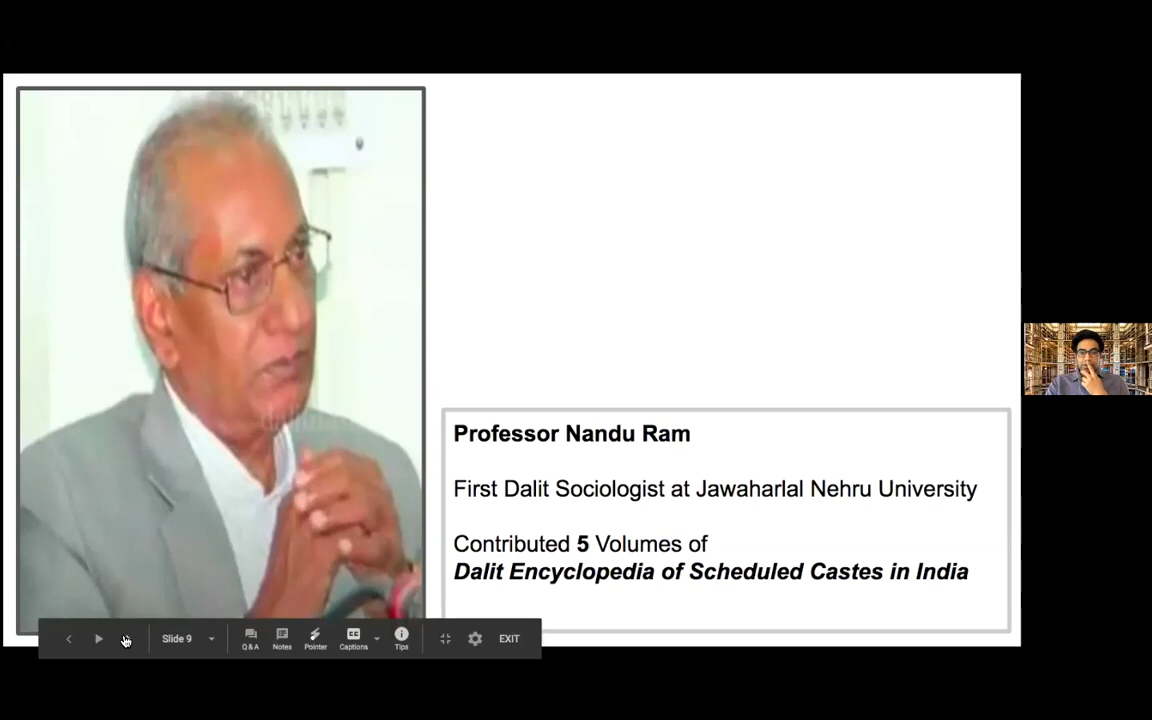 Professor Nandu Ram
First Dalit Sociologist at Jawaharlal Nehru University
Contributed 5 Volumes of
Dalit Encyclopedia of Scheduled Castes in India
Slide 9
Q & A
Notes
Pointer
Captions
Tips
EXIT